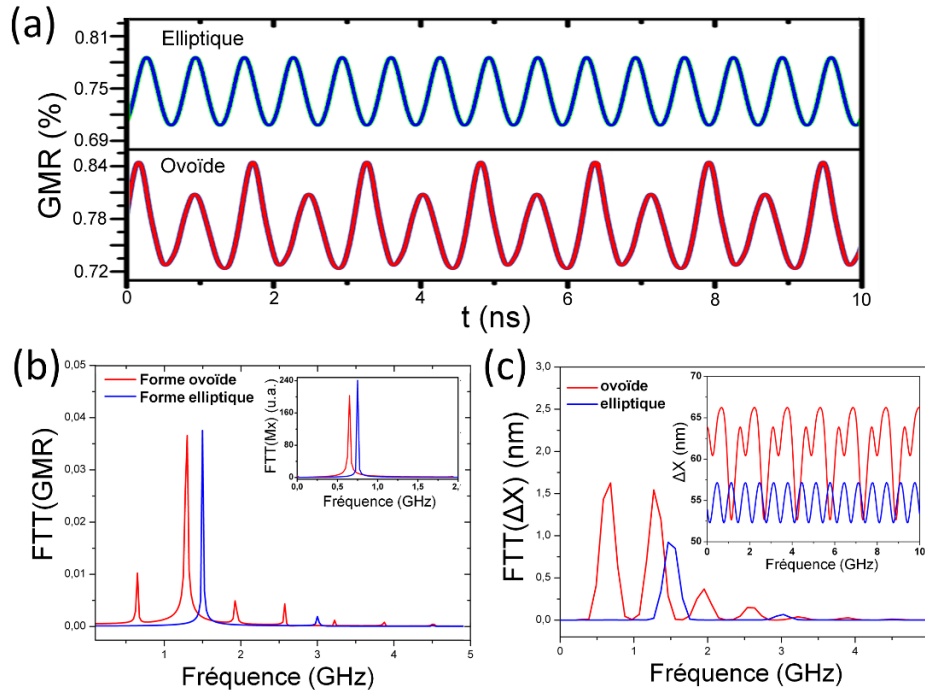 (a)
Elliptique
0.81
0.75
0.69
GMR (%)
Ovoïde
0.84
0.78
0.72
0 2 4 6 8 10
t (ns)
(b)
0,05
0,04
0,03
0,02
0,01
0,00
FTT(GMR)
Forme ovoïde
Forme elliptique
240
160
80
0
FTT(Mx) (u.a.)
0,0 0,5 1,0 1,5 2,
Fréquence (GHz)
1 2 3 4 5
Fréquence (GHz)
(c)
3,0
2,5
2,0
1,5
1,0
0,5
0,0
FTT(ΔX) (nm)
ovoïde
elliptique
70
65
60
55
50
ΔX (nm)
0 2 4 6 8 10
Fréquence (GHz)
0 1 2 3 4 5
Fréquence (GHz)